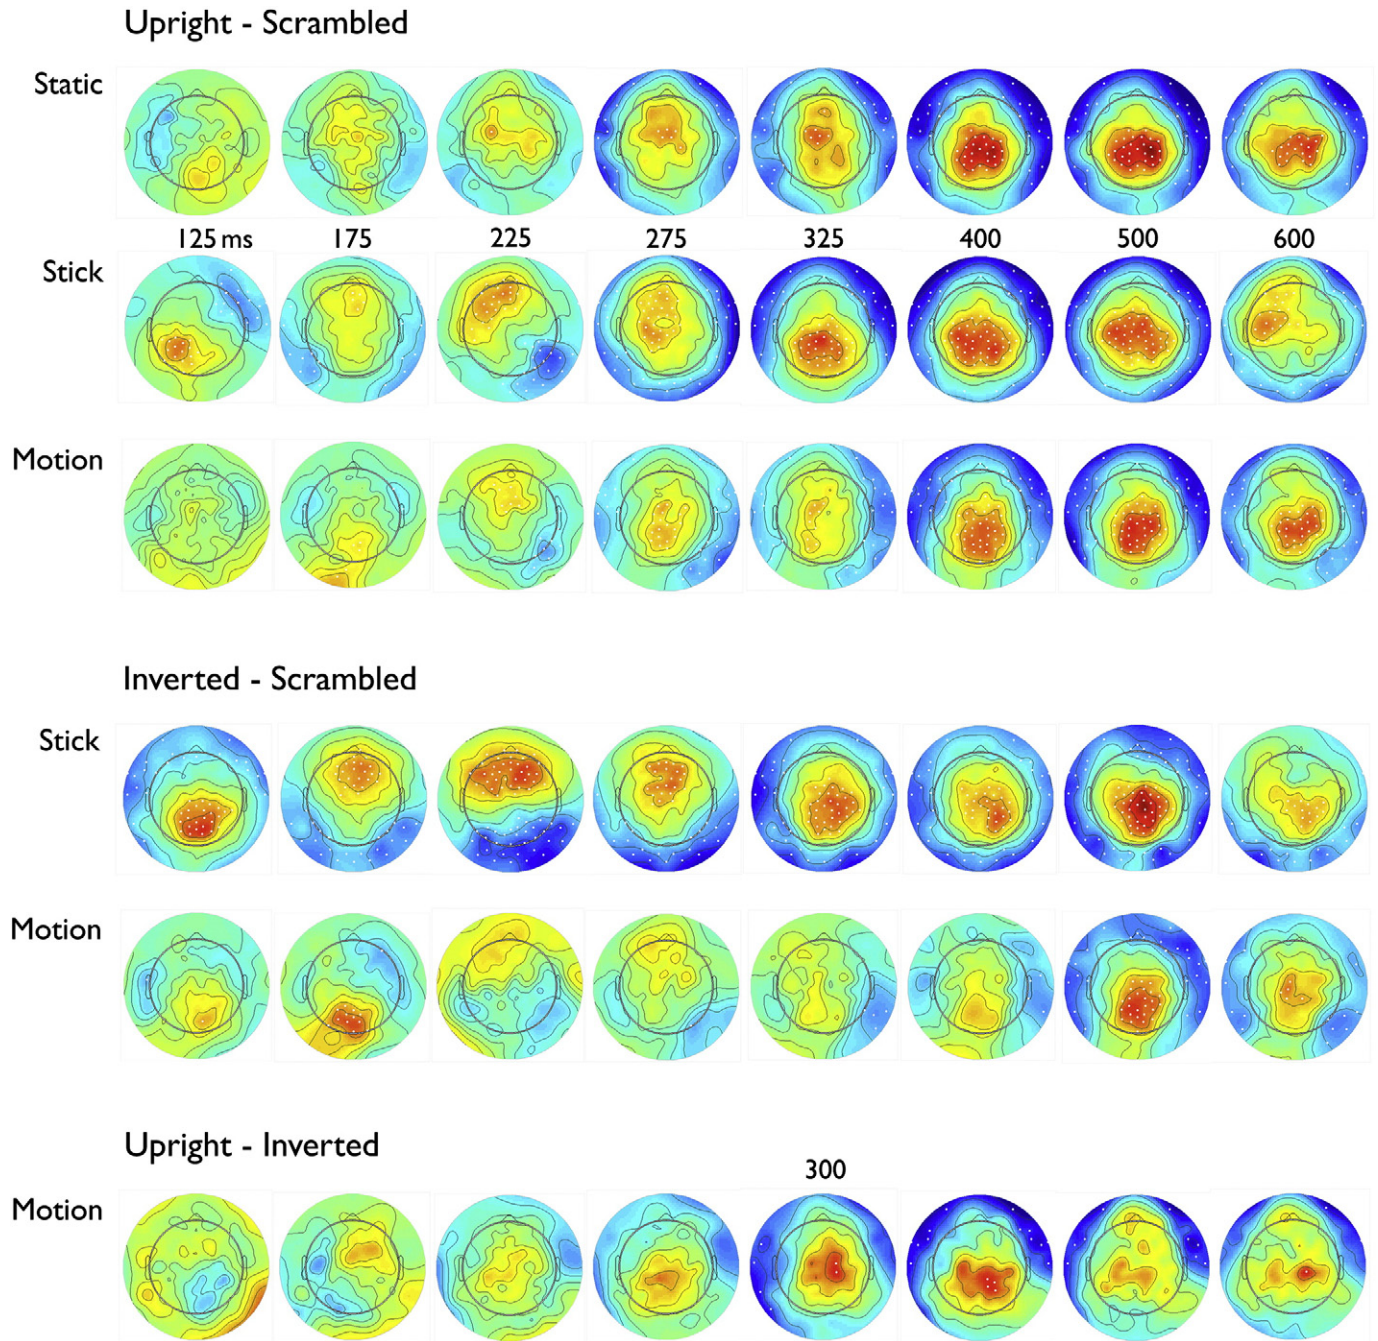 Upright - Scrambled
Static
125 ms 175 225 275 325 400 500 600
Stick
Motion
Inverted - Scrambled
Stick
Motion
Upright - Inverted
300
Motion